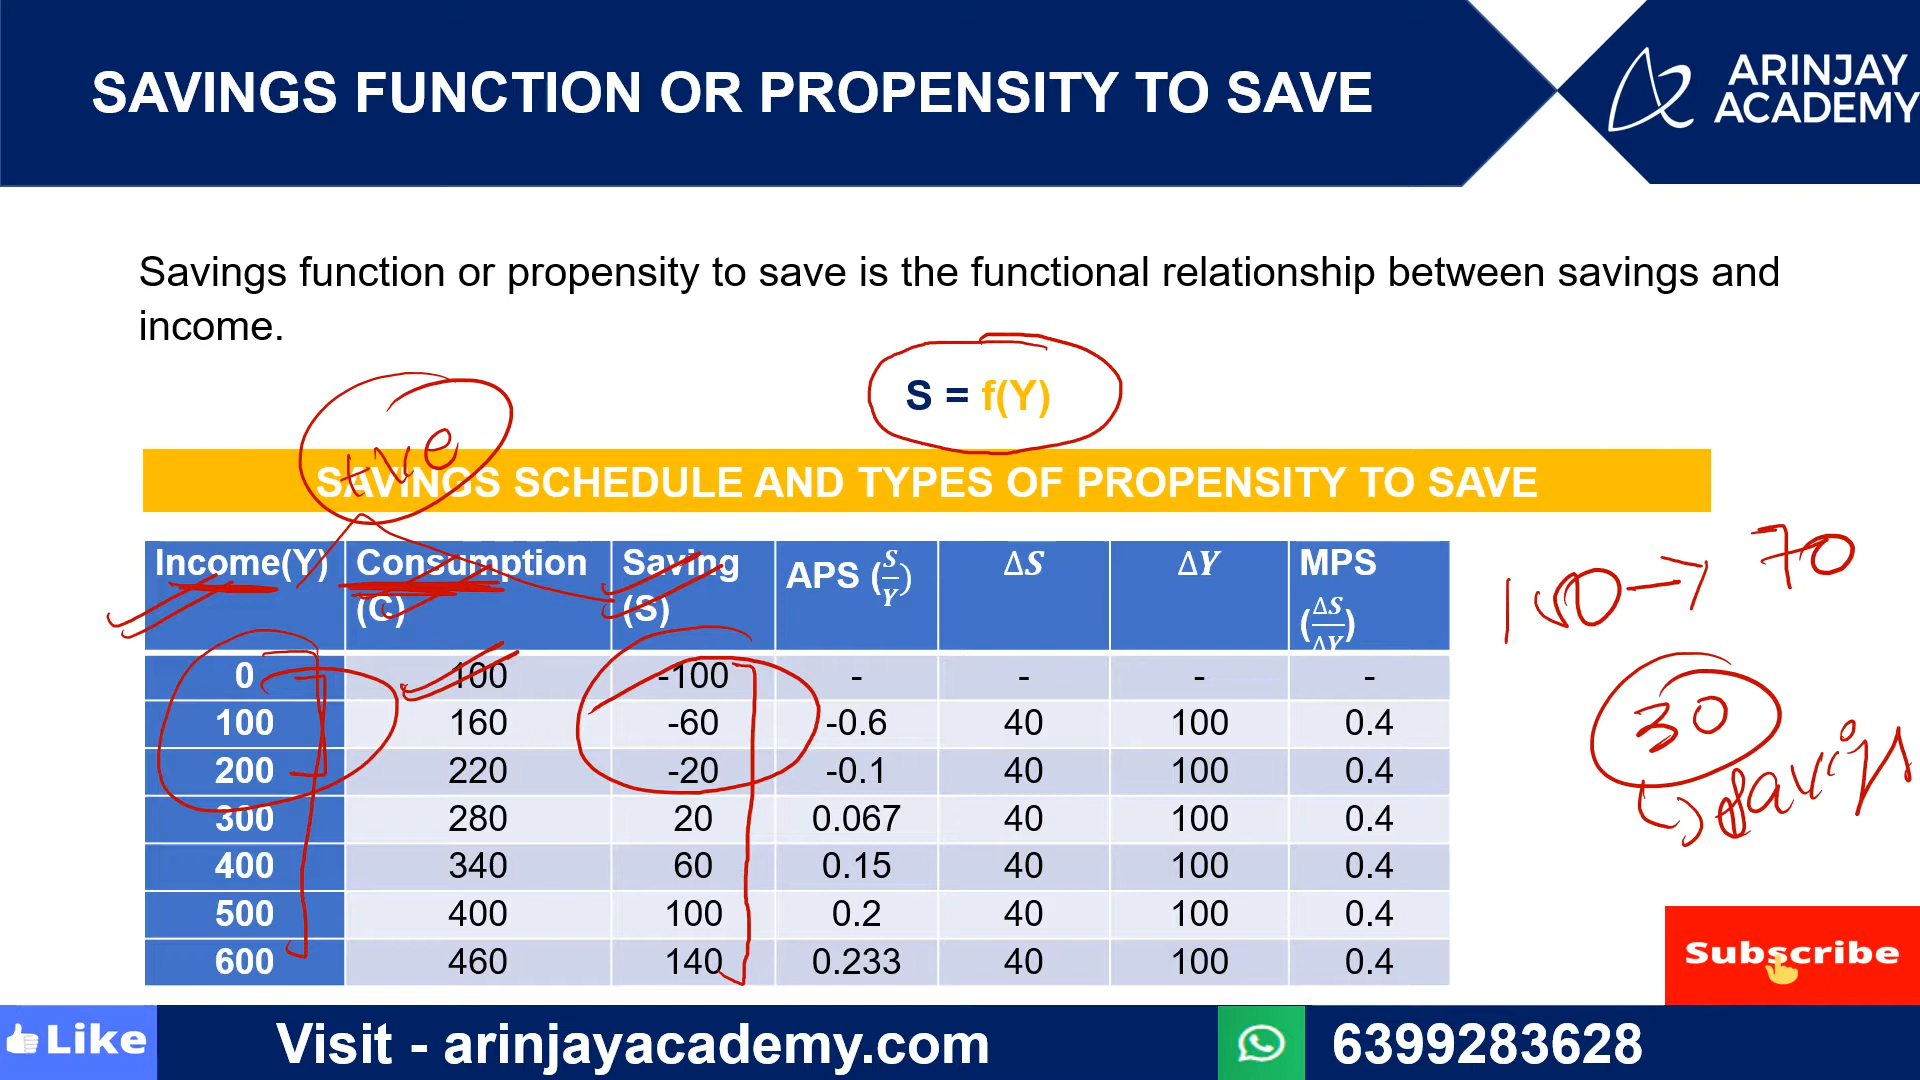 SAVINGS FUNCTION OR PROPENSITY TO SAVE
ARINJAY
ACADEMY
Savings function or propensity to save is the functional relationship between savings and
income.
S = f(Y)
+ve
SAVINGS SCHEDULE AND TYPES OF PROPENSITY TO SAVE
Income(Y) Consumption (C) Saving (S) APS (S/Y) ΔS ΔY MPS (ΔS/ΔY)
0 100 -100 - - - -
100 160 -60 -0.6 40 100 0.4
200 220 -20 -0.1 40 100 0.4
300 280 20 0.067 40 100 0.4
400 340 60 0.15 40 100 0.4
500 400 100 0.2 40 100 0.4
600 460 140 0.233 40 100 0.4
100 → 70
30
savings
Subscribe
Like
Visit - arinjayacademy.com
6399283628